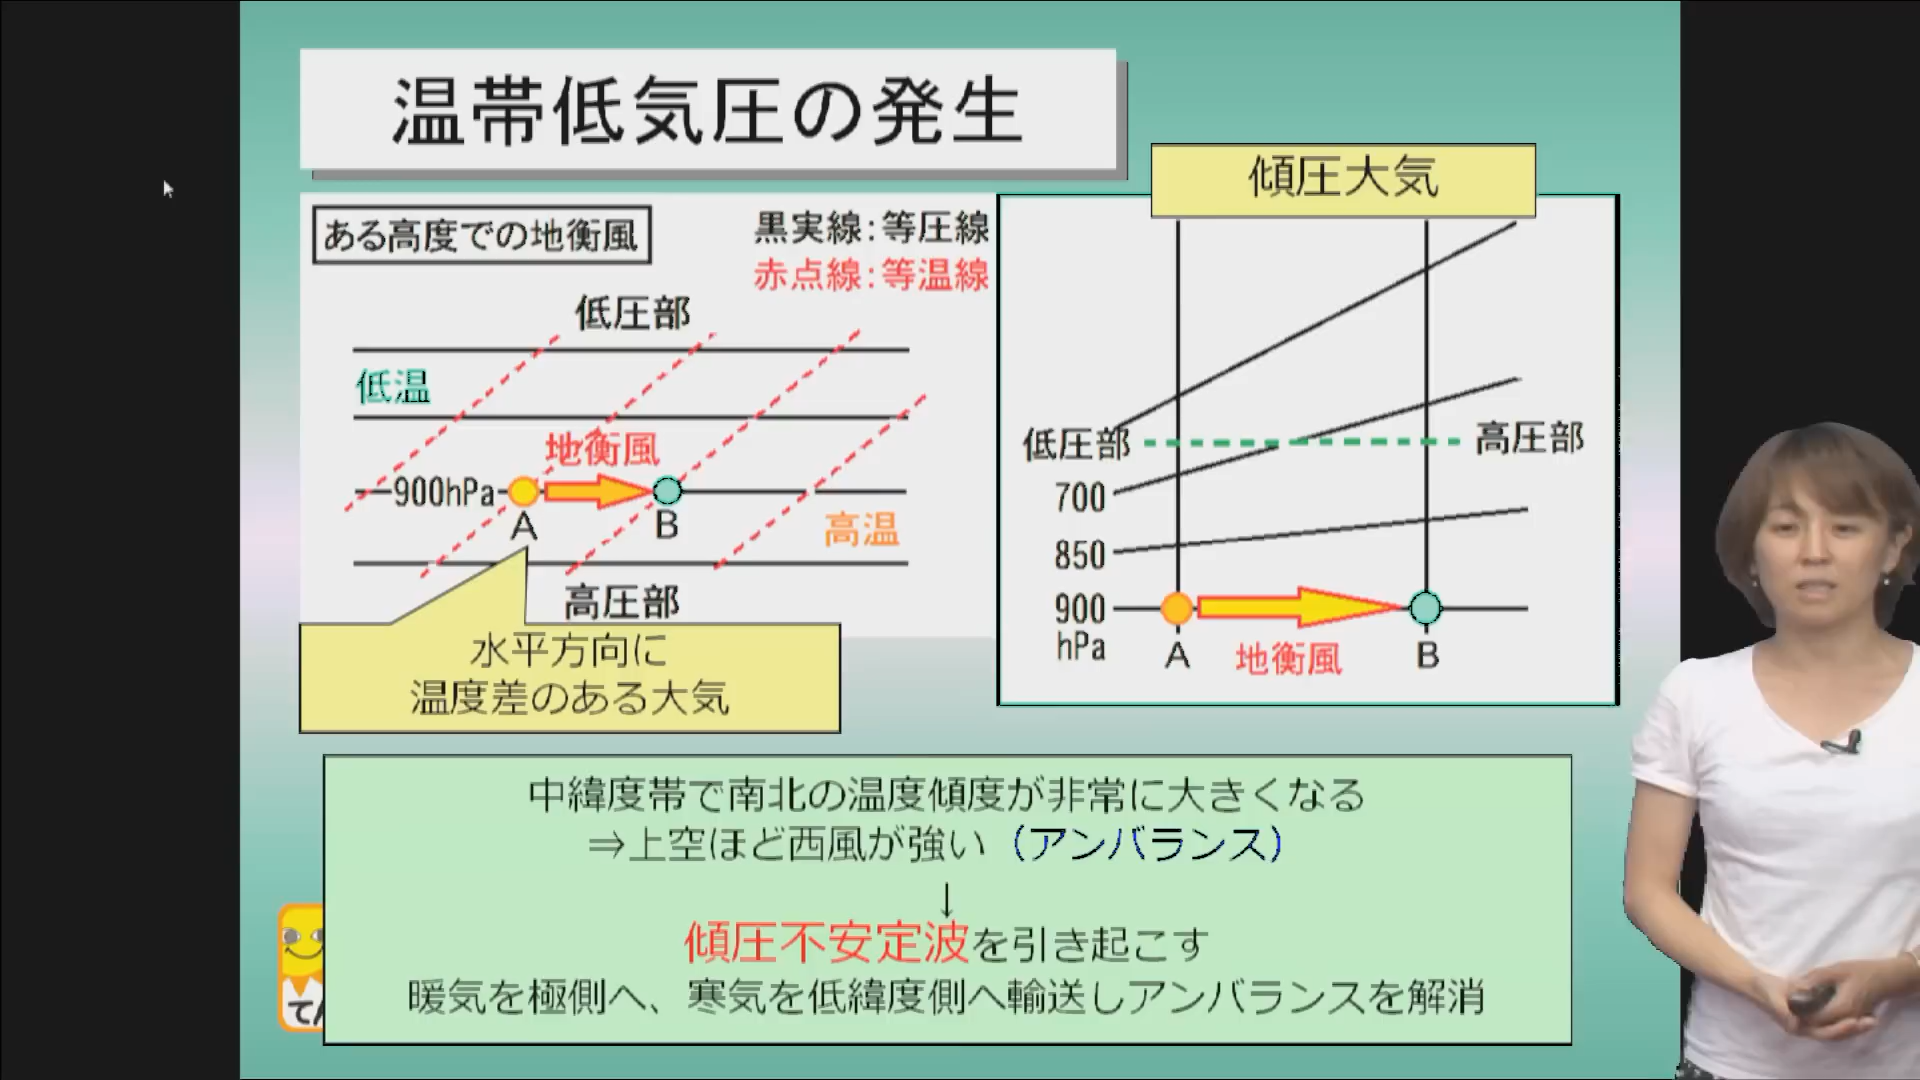 温帯低気圧の発生
傾圧大気
ある高度での地衡風
黒実線:等圧線
赤点線:等温線
低圧部
低温
地衡風
900hPa
A
B
高温
高圧部
水平方向に
温度差のある大気
低圧部
高圧部
700
850
900
hPa
A
地衡風
B
中緯度帯で南北の温度傾度が非常に大きくなる
⇒上空ほど西風が強い（アンバランス）
↓
傾圧不安定波を引き起こす
暖気を極側へ、寒気を低緯度側へ輸送しアンバランスを解消